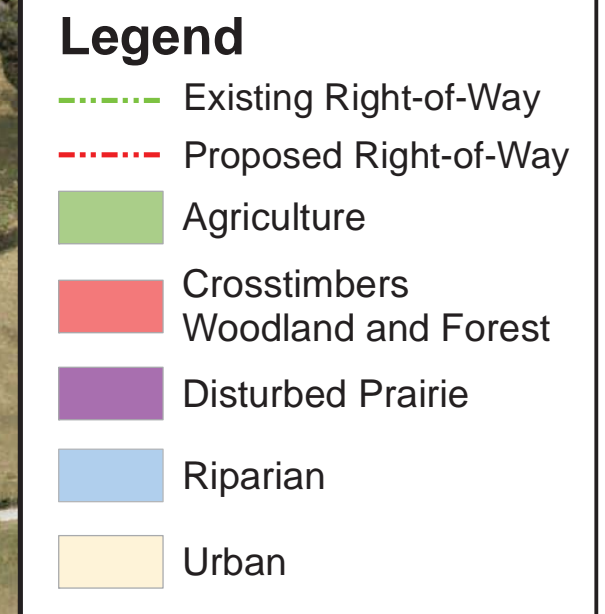 Legend
Existing Right-of-Way
Proposed Right-of-Way
Agriculture
Crosstimbers
Woodland and Forest
Disturbed Prairie
Riparian
Urban